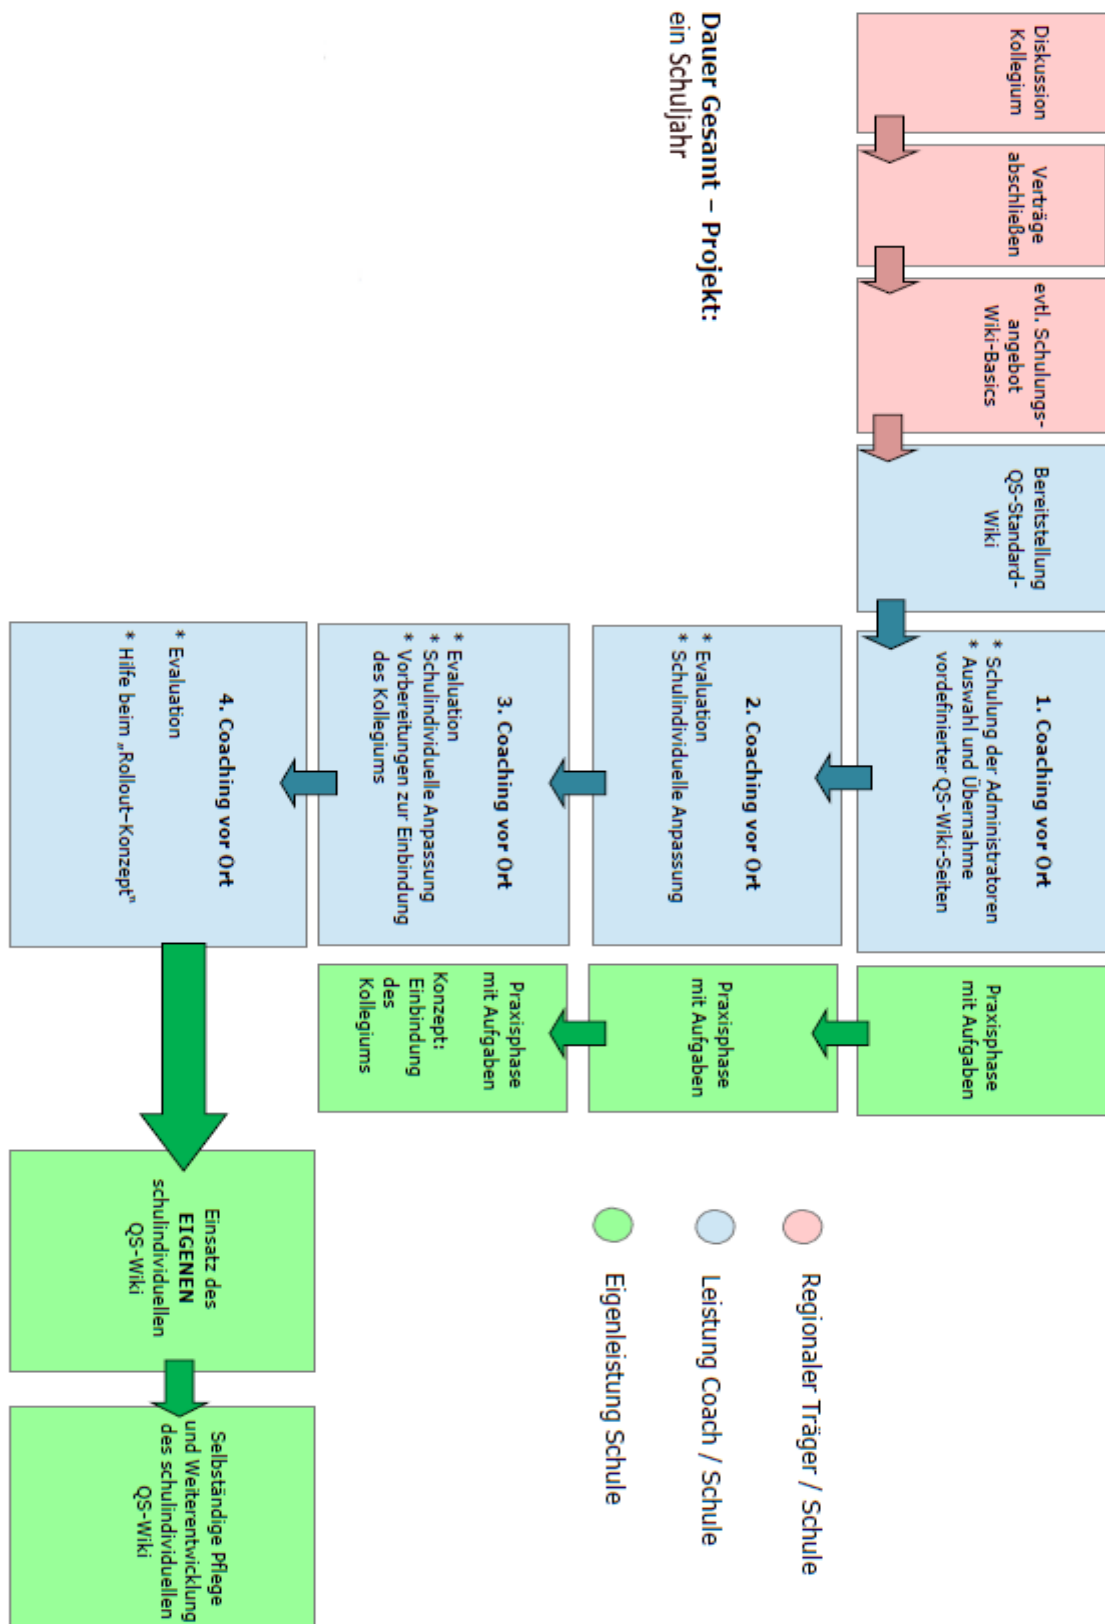 Diskussion
Kollegium
Verträge
abschließen
evtl. Schulungs-
angebot
Wiki-Basics
Bereitstellung
QS-Standard-
Wiki
1. Coaching vor Ort
* Schulung der Administratoren
* Auswahl und Übernahme
vordefinierter QS-Wiki-Seiten
Praxisphase
mit Aufgaben
2. Coaching vor Ort
* Evaluation
* Schulindividuelle Anpassung
Praxisphase
mit Aufgaben
3. Coaching vor Ort
* Evaluation
* Schulindividuelle Anpassung
* Vorbereitungen zur Einbindung
des Kollegiums
Praxisphase
mit Aufgaben
Konzept:
Einbindung
des
Kollegiums
4. Coaching vor Ort
* Evaluation
* Hilfe beim „Rollout-Konzept"
Einsatz des
EIGENEN
schulindividuellen
QS-Wiki
Selbständige Pflege
und Weiterentwicklung
des schulindividuellen
QS-Wiki
Dauer Gesamt – Projekt:
ein Schuljahr
Regionaler Träger / Schule
Leistung Coach / Schule
Eigenleistung Schule